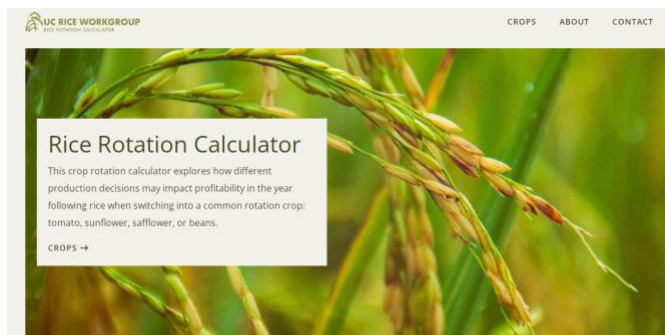 UC RICE WORKGROUP
RICE ROTATION CALCULATOR
CROPS ABOUT CONTACT
Rice Rotation Calculator
This crop rotation calculator explores how different
production decisions may impact profitability in the year
following rice when switching into a common rotation crop:
tomato, sunflower, safflower, or beans.
CROPS →